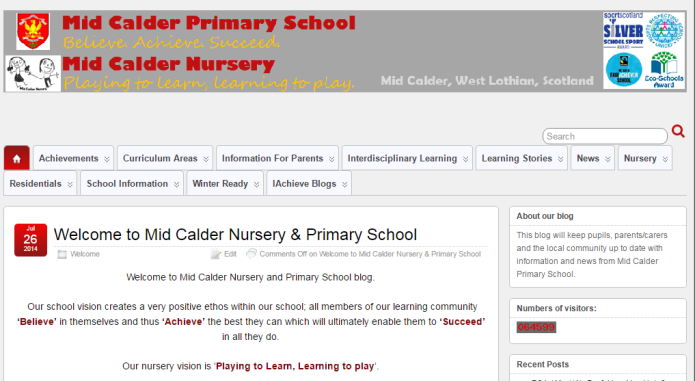 Mid Calder Primary School
Believe. Achieve. Succeed.
Mid Calder Nursery
Playing to learn, learning to play.
Mid Calder, West Lothian, Scotland
sportscotland
SILVER
SCHOOL SPORT
AWARD
Eco-Schools
Award
Search
Achievements
Curriculum Areas
Information For Parents
Interdisciplinary Learning
Learning Stories
News
Nursery
Residentials
School Information
Winter Ready
IAchieve Blogs
Jul
26
2014
Welcome to Mid Calder Nursery & Primary School
Welcome
Edit
Comments Off on Welcome to Mid Calder Nursery & Primary School
Welcome to Mid Calder Nursery and Primary School blog.
Our school vision creates a very positive ethos within our school; all members of our learning community
‘Believe’ in themselves and thus ‘Achieve’ the best they can which will ultimately enable them to ‘Succeed’
in all they do.
Our nursery vision is ‘Playing to Learn, Learning to play’.
About our blog
This blog will keep pupils, parents/carers
and the local community up to date with
information and news from Mid Calder
Primary School.
Numbers of visitors:
064599
Recent Posts